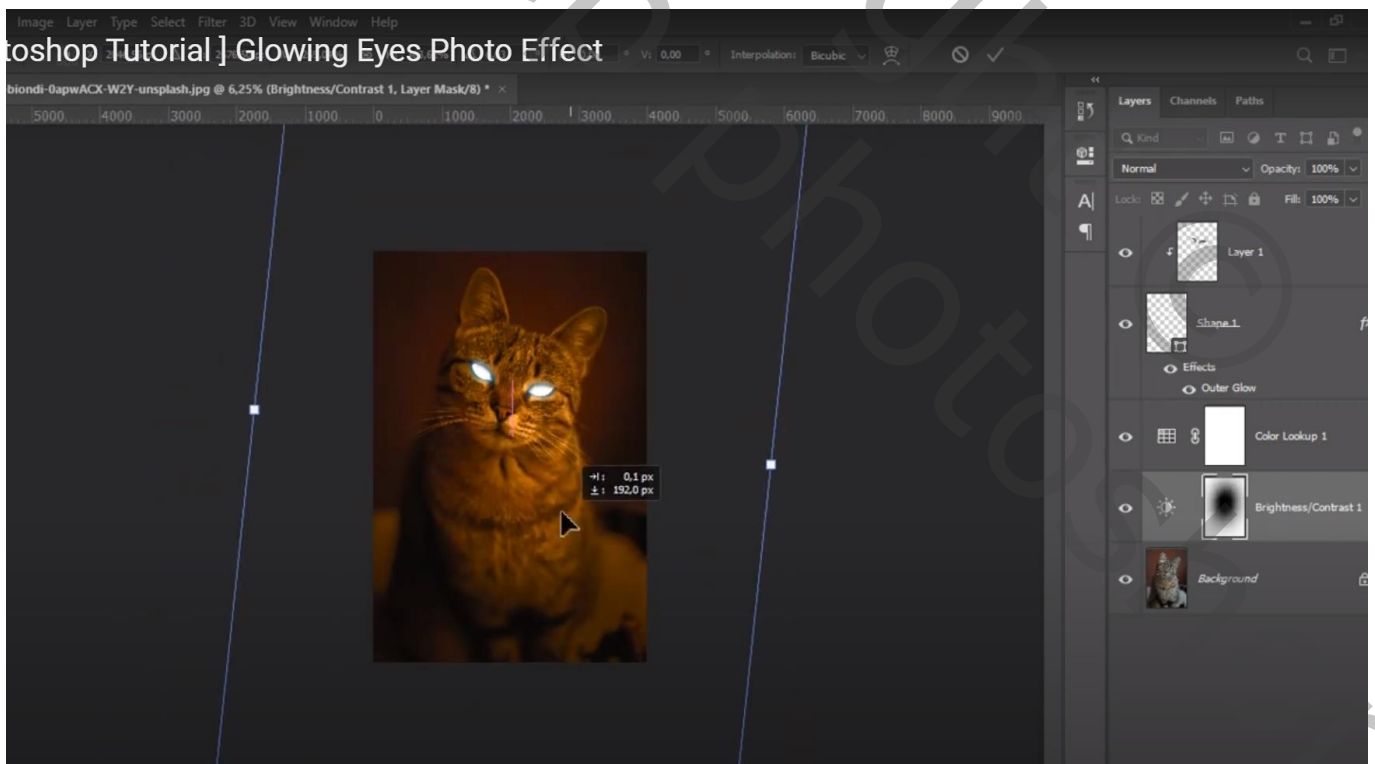 Image Layer Type Select Filter 3D View Window Help
toshop Tutorial ] Glowing Eyes Photo Effect
V: 0,00 ° Interpolation: Bicubic
biondi-0apwACX-W2Y-unsplash.jpg @ 6,25% (Brightness/Contrast 1, Layer Mask/8) * ×
5000 4000 3000 2000 1000 0 1000 2000 3000 4000 5000 6000 7000 8000 9000
Layers Channels Paths
Kind
Normal Opacity: 100%
Lock: Fill: 100%
Layer 1
Shape 1
Effects
Outer Glow
Color Lookup 1
Brightness/Contrast 1
Background
0,1 px
192,0 px
photos